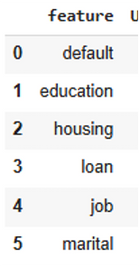 feature U
0 default
1 education
2 housing
3 loan
4 job
5 marital